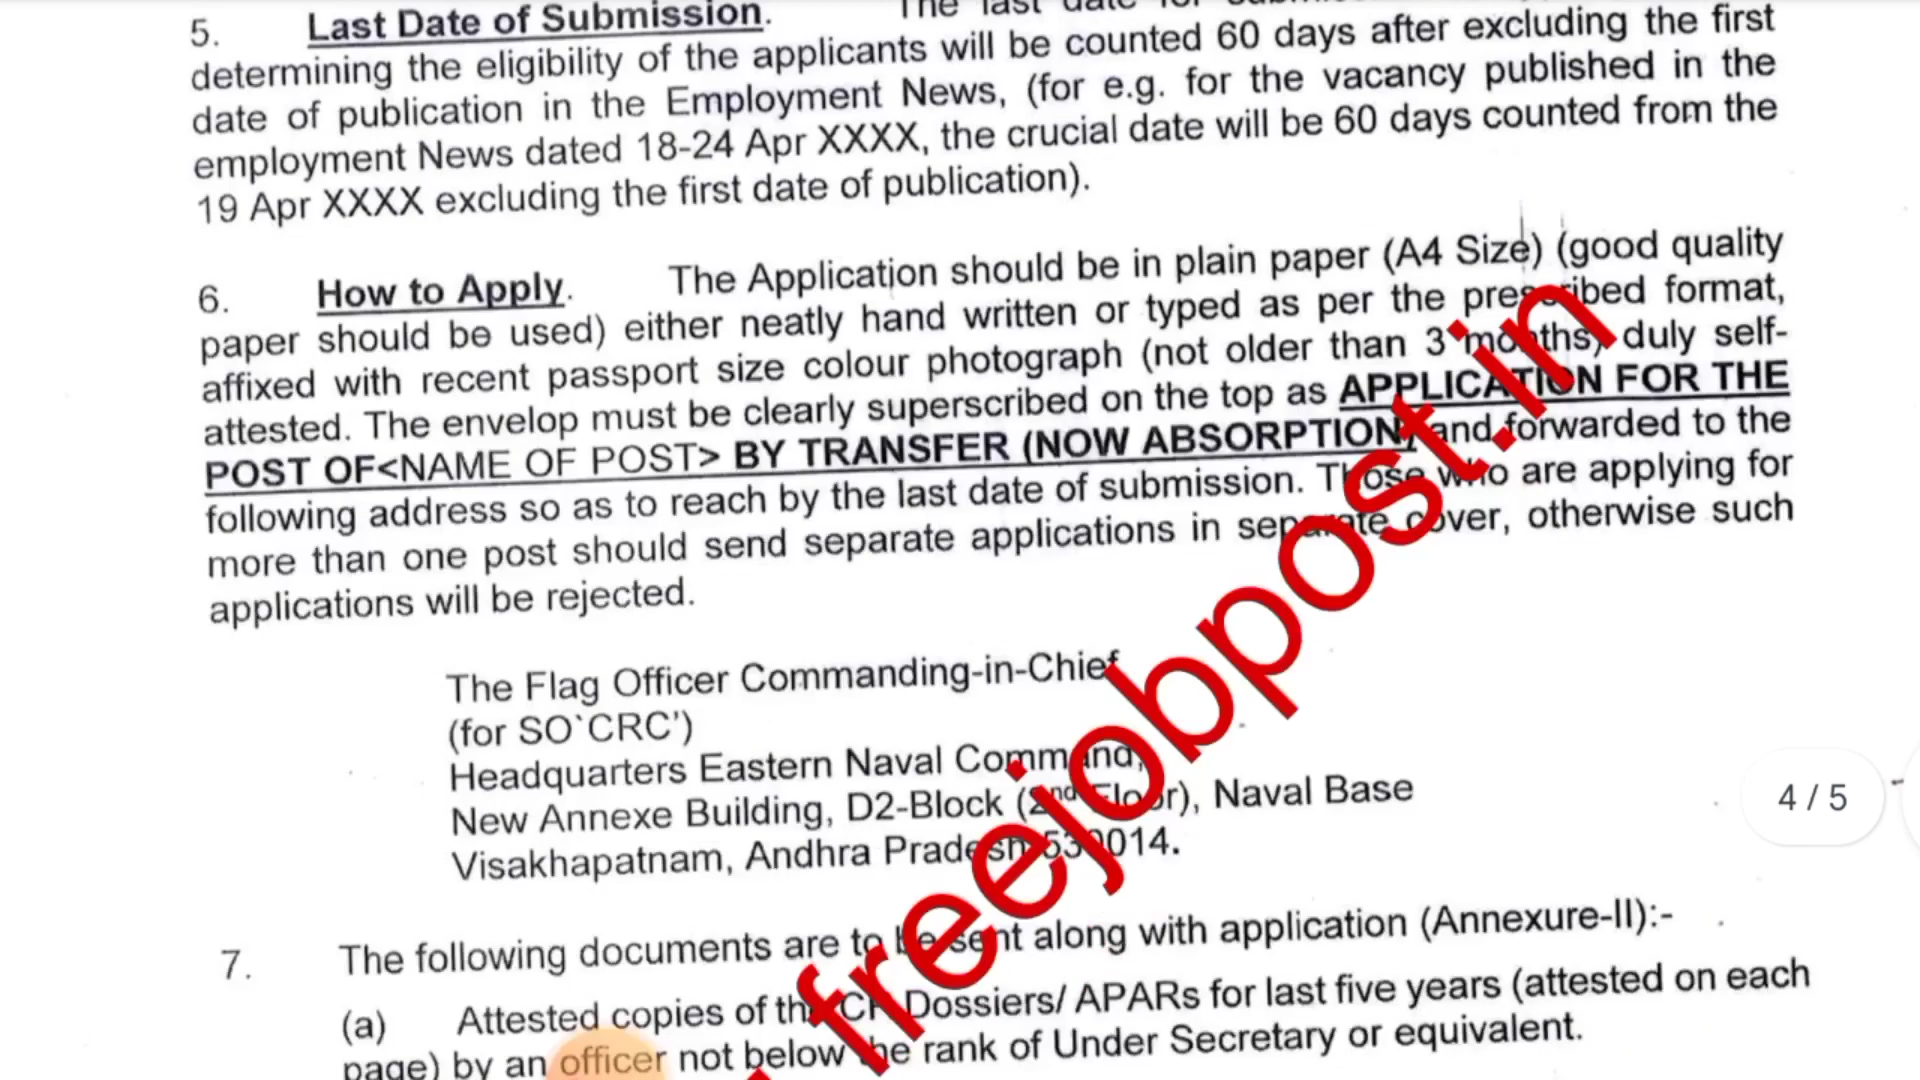 5. Last Date of Submission. The last date for
determining the eligibility of the applicants will be counted 60 days after excluding the first
date of publication in the Employment News, (for e.g. for the vacancy published in the
employment News dated 18-24 Apr XXXX, the crucial date will be 60 days counted from the
19 Apr XXXX excluding the first date of publication).
6. How to Apply. The Application should be in plain paper (A4 Size) (good quality
paper should be used) either neatly hand written or typed as per the prescribed format,
affixed with recent passport size colour photograph (not older than 3 months) duly self-
attested. The envelop must be clearly superscribed on the top as APPLICATION FOR THE
POST OF<NAME OF POST> BY TRANSFER (NOW ABSORPTION) and forwarded to the
following address so as to reach by the last date of submission. Those who are applying for
more than one post should send separate applications in separate cover, otherwise such
applications will be rejected.
The Flag Officer Commanding-in-Chief
(for SO`CRC')
Headquarters Eastern Naval Command,
New Annexe Building, D2-Block (2nd Floor), Naval Base
Visakhapatnam, Andhra Pradesh 530014.
4 / 5
7. The following documents are to be sent along with application (Annexure-II):-
(a) Attested copies of the CR Dossiers/ APARs for last five years (attested on each
page) by an officer not below the rank of Under Secretary or equivalent.
freejobpost.in